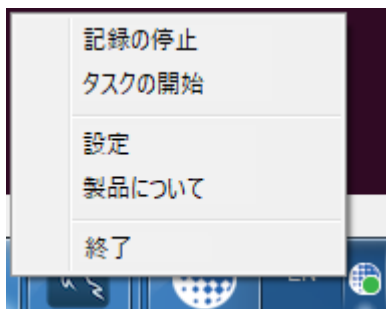 記録の停止
タスクの開始
設定
製品について
終了